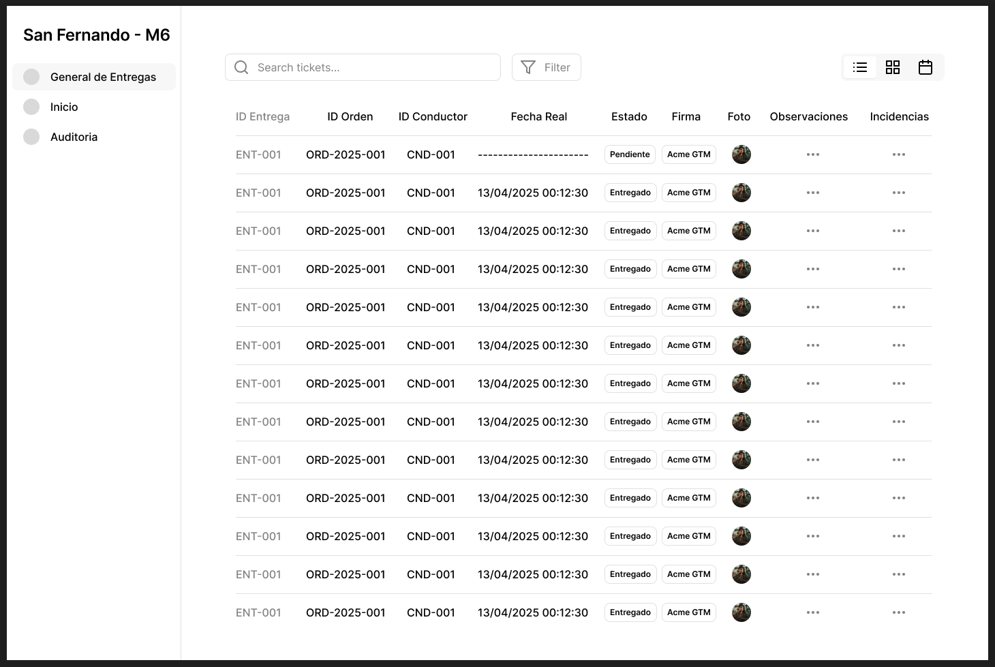 San Fernando - M6
General de Entregas
Inicio
Auditoria
Search tickets...
Filter
ID Entrega ID Orden ID Conductor Fecha Real Estado Firma Foto Observaciones Incidencias
ENT-001 ORD-2025-001 CND-001 ---------------------- Pendiente Acme GTM
ENT-001 ORD-2025-001 CND-001 13/04/2025 00:12:30 Entregado Acme GTM
ENT-001 ORD-2025-001 CND-001 13/04/2025 00:12:30 Entregado Acme GTM
ENT-001 ORD-2025-001 CND-001 13/04/2025 00:12:30 Entregado Acme GTM
ENT-001 ORD-2025-001 CND-001 13/04/2025 00:12:30 Entregado Acme GTM
ENT-001 ORD-2025-001 CND-001 13/04/2025 00:12:30 Entregado Acme GTM
ENT-001 ORD-2025-001 CND-001 13/04/2025 00:12:30 Entregado Acme GTM
ENT-001 ORD-2025-001 CND-001 13/04/2025 00:12:30 Entregado Acme GTM
ENT-001 ORD-2025-001 CND-001 13/04/2025 00:12:30 Entregado Acme GTM
ENT-001 ORD-2025-001 CND-001 13/04/2025 00:12:30 Entregado Acme GTM
ENT-001 ORD-2025-001 CND-001 13/04/2025 00:12:30 Entregado Acme GTM
ENT-001 ORD-2025-001 CND-001 13/04/2025 00:12:30 Entregado Acme GTM
ENT-001 ORD-2025-001 CND-001 13/04/2025 00:12:30 Entregado Acme GTM